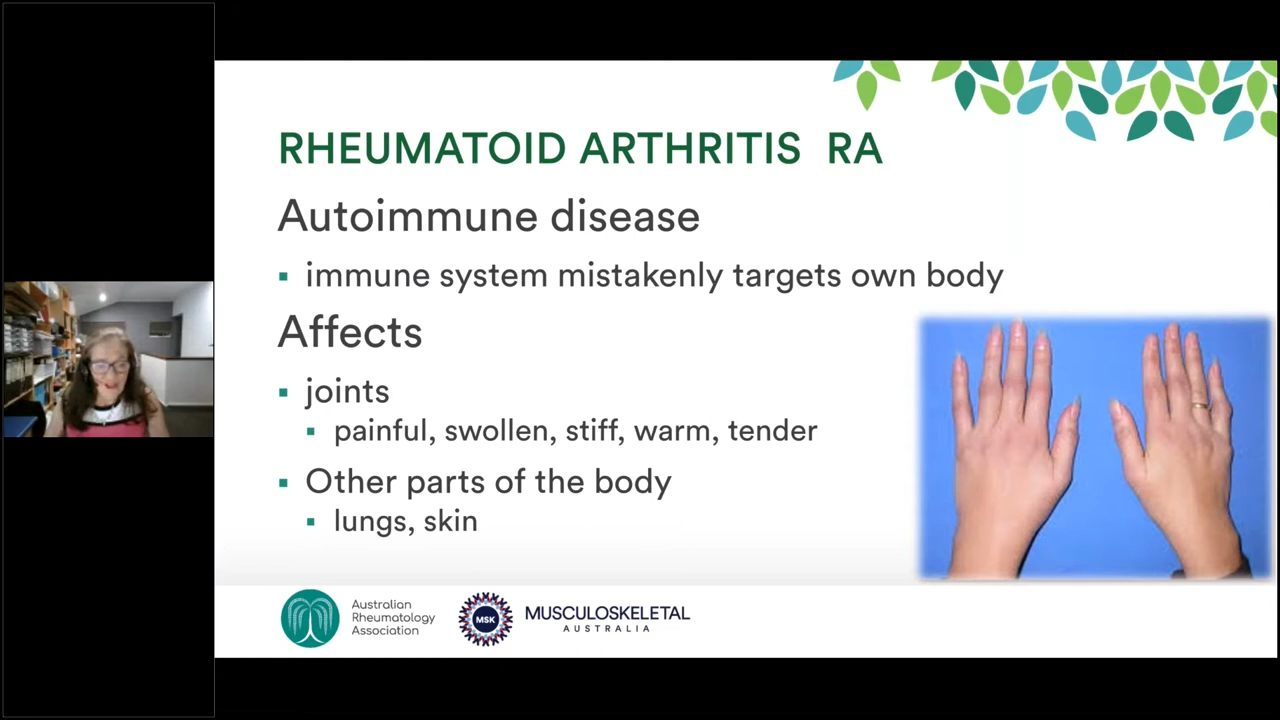 RHEUMATOID ARTHRITIS RA
Autoimmune disease
immune system mistakenly targets own body
Affects
joints
painful, swollen, stiff, warm, tender
Other parts of the body
lungs, skin
Australian
Rheumatology
Association
MSK
MUSCULOSKELETAL
AUSTRALIA